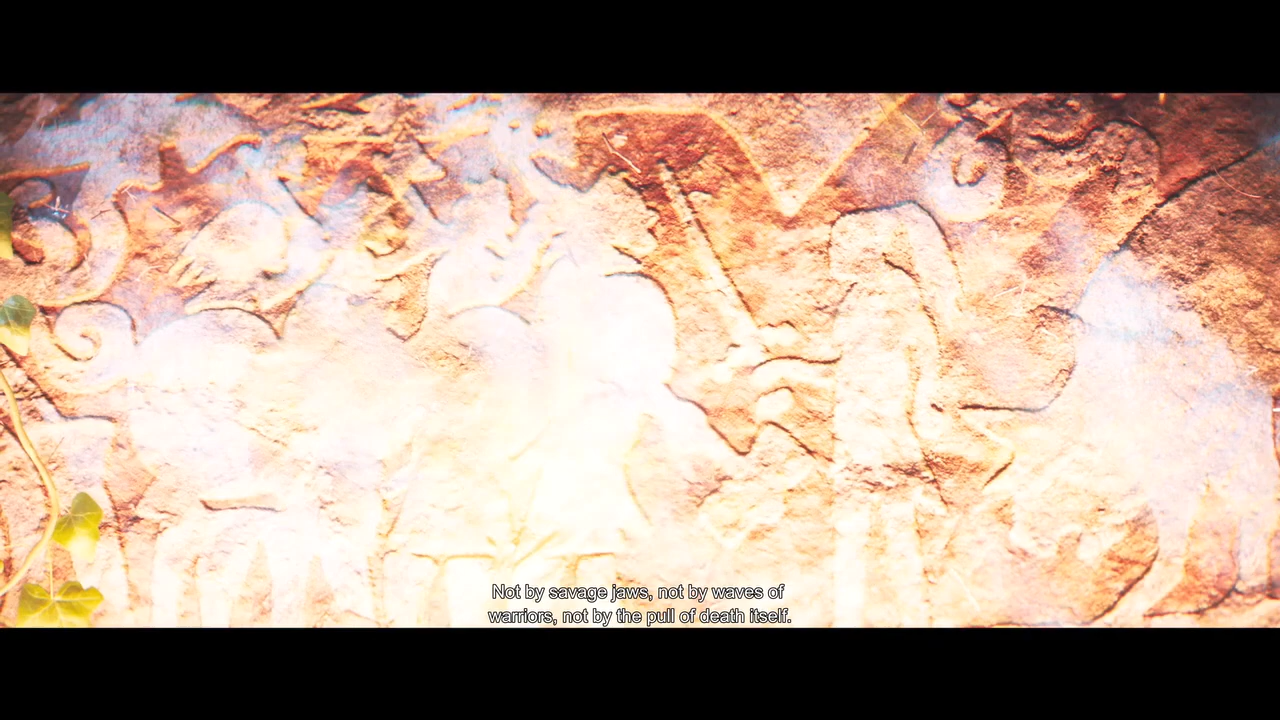 Not by savage jaws, not by waves of
warriors, not by the pull of death itself.